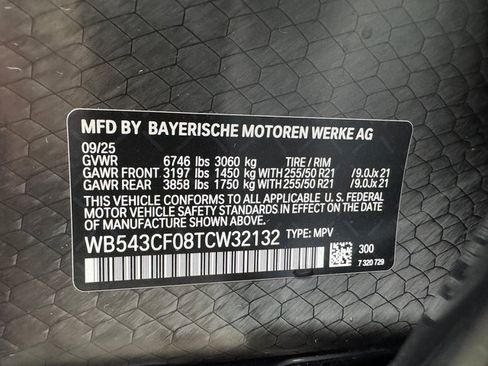 MFD BY BAYERISCHE MOTOREN WERKE AG
09/25
GVWR 6746 lbs 3060 kg TIRE / RIM
GAWR FRONT 3197 lbs 1450 kg WITH 255/50 R21 /9.0Jx 21
GAWR REAR 3858 lbs 1750 kg WITH 255/50 R21 /9.0Jx 21
THIS VEHICLE CONFORMS TO ALL APPLICABLE U. S. FEDERAL
MOTOR VEHICLE SAFETY STANDARDS IN EFFECT ON THE DATE
OF MANUFACTURE SHOWN ABOVE.
WB543CF08TCW32132 TYPE: MPV
300
7 320 729